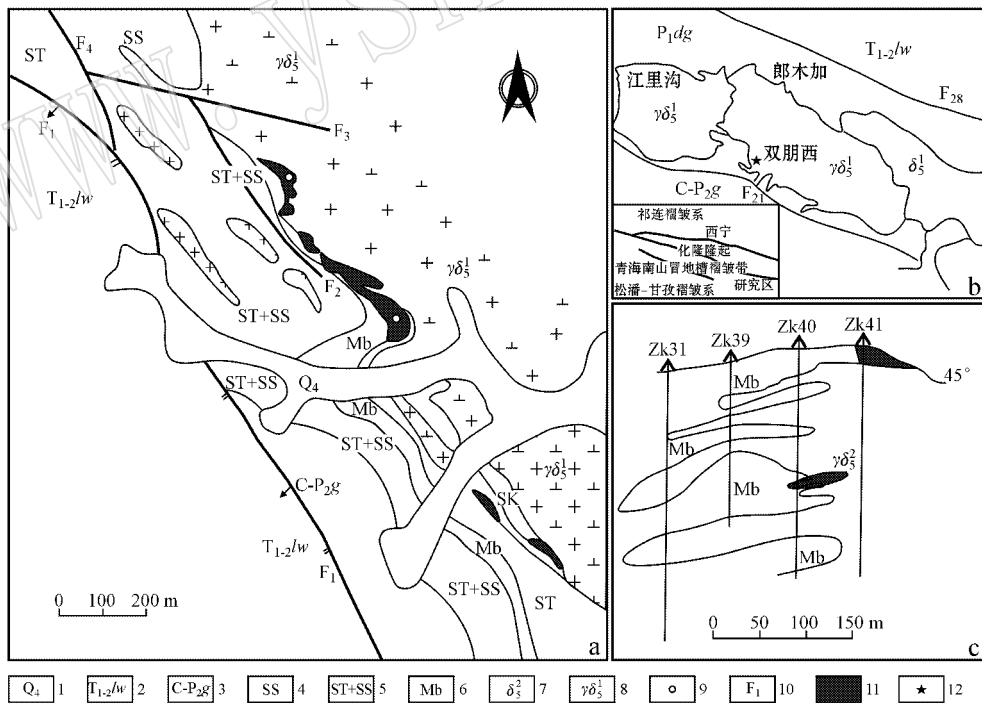 www.ysk
ST
F₄
SS
γδ₅¹
F₁
F₃
T₁₋₂lw
ST+SS
γδ₅¹
F₂
ST+SS
Mb
ST+SS
Q₄
Mb
ST+SS
γδ₅¹
C-P₂g
SK
T₁₋₂lw
Mb
F₁
ST+SS
ST
0 100 200 m
a
P₁dg
T₁₋₂lw
郎木加
江里沟
F₂₈
γδ₅¹
双朋西
γδ₅¹
δ₅¹
C-P₂g
F₂₁
祁连褶皱系
西宁
化隆隆起
青海南山冒地槽褶皱带
研究区
松潘-甘孜褶皱系
b
Zk31
Zk39
Zk40
Zk41
Mb
45°
Mb
γδ₅²
Mb
Mb
0 50 100 150 m
c
Q₄ 1 T₁₋₂lw 2 C-P₂g 3 SS 4 ST+SS 5 Mb 6 δ₅² 7 γδ₅¹ 8 9 F₁ 10 11 12